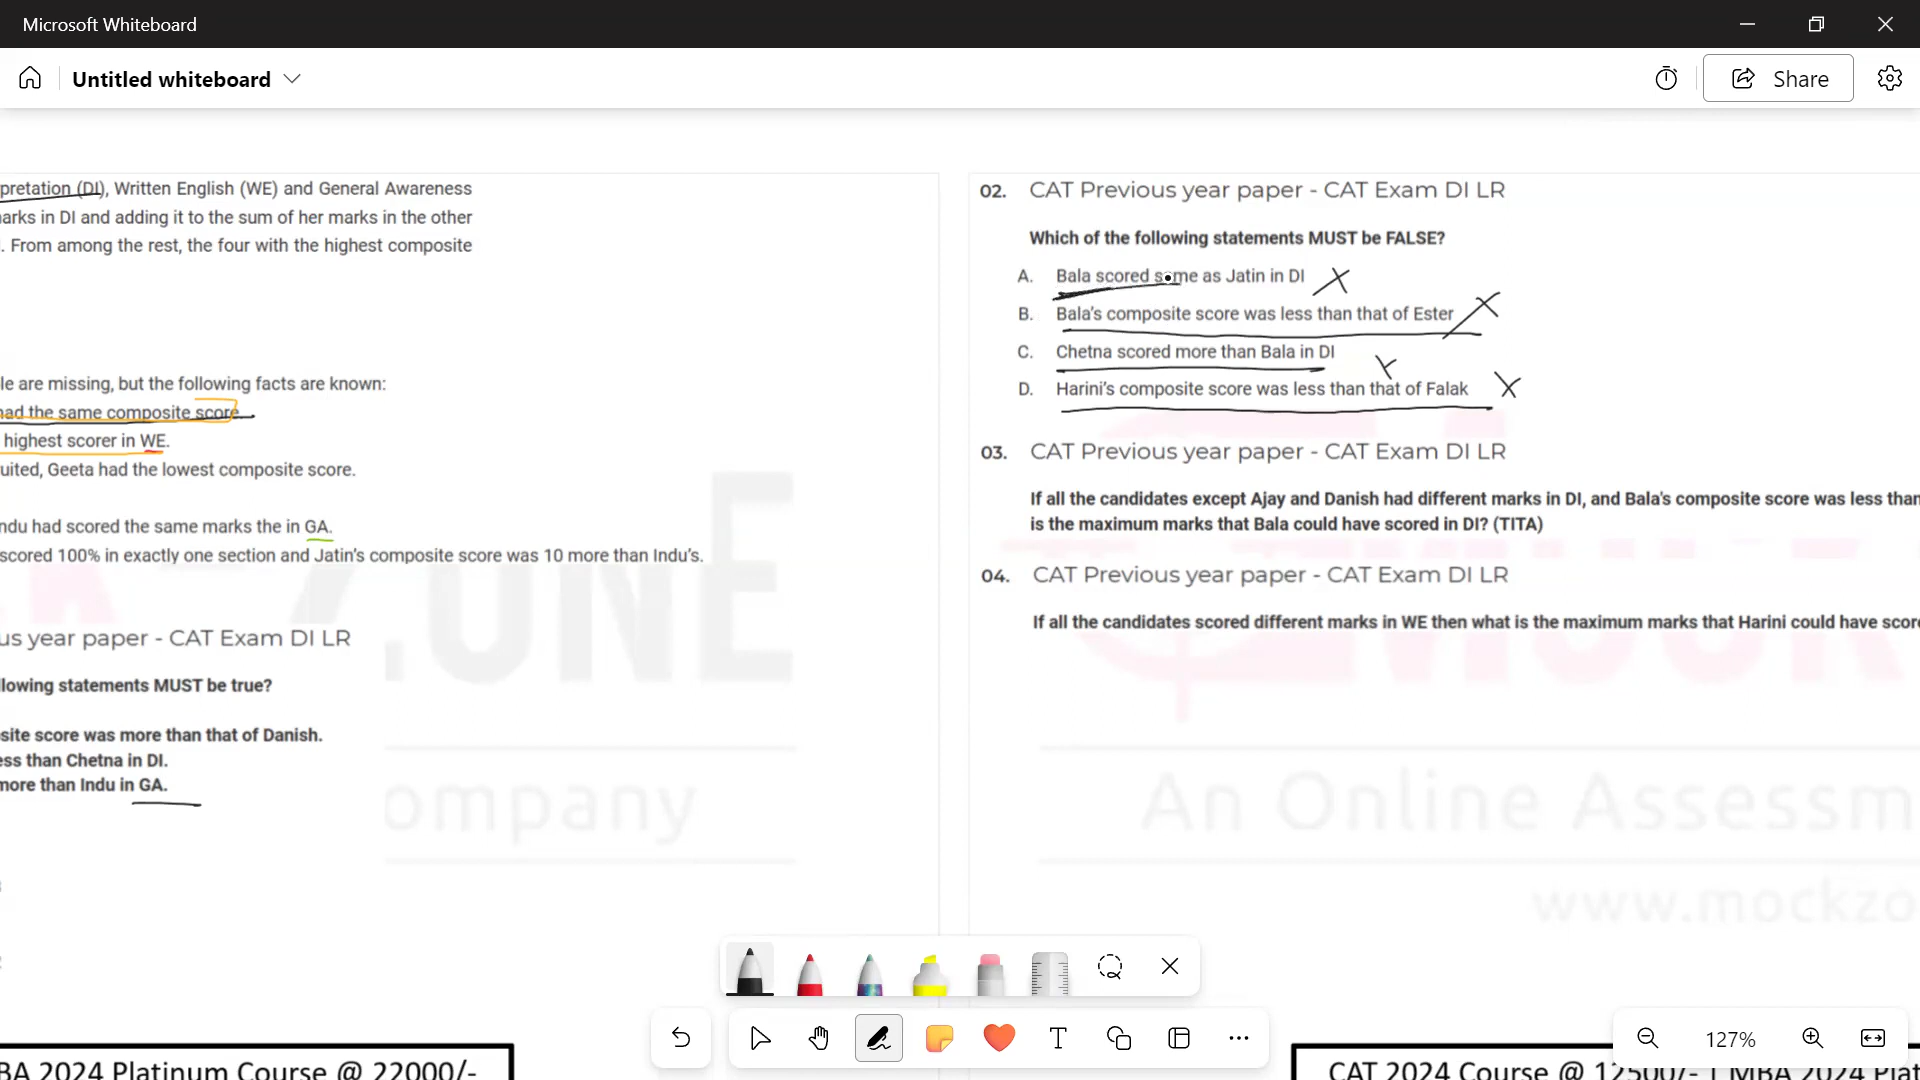 Microsoft Whiteboard
Untitled whiteboard
Share
pretation (DI), Written English (WE) and General Awareness
arks in DI and adding it to the sum of her marks in the other
. From among the rest, the four with the highest composite
le are missing, but the following facts are known:
had the same composite score.
highest scorer in WE.
uited, Geeta had the lowest composite score.
ndu had scored the same marks the in GA.
scored 100% in exactly one section and Jatin's composite score was 10 more than Indu's.
us year paper - CAT Exam DI LR
llowing statements MUST be true?
site score was more than that of Danish.
ess than Chetna in DI.
more than Indu in GA.
ZONE
ompany
BA 2024 Platinum Course @ 22000/-
02. CAT Previous year paper - CAT Exam DI LR
Which of the following statements MUST be FALSE?
A. Bala scored same as Jatin in DI
B. Bala's composite score was less than that of Ester
C. Chetna scored more than Bala in DI
D. Harini's composite score was less than that of Falak
03. CAT Previous year paper - CAT Exam DI LR
If all the candidates except Ajay and Danish had different marks in DI, and Bala's composite score was less than
is the maximum marks that Bala could have scored in DI? (TITA)
04. CAT Previous year paper - CAT Exam DI LR
If all the candidates scored different marks in WE then what is the maximum marks that Harini could have score
An Online Assessm
www.mockzo
CAT 2024 Course @ 12500/- | MBA 2024 Plat
127%